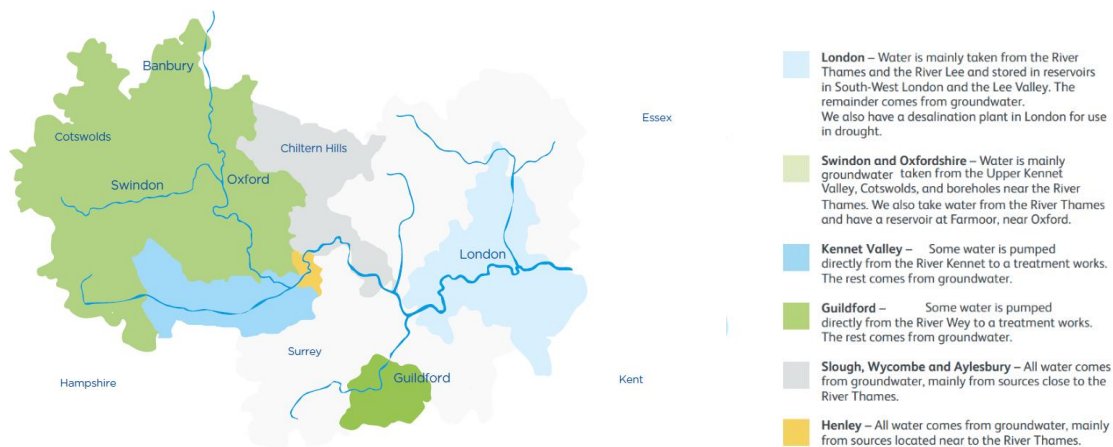 Banbury
Cotswolds
Chiltern Hills
Essex
Swindon
Oxford
London
Surrey
Hampshire
Guildford
Kent
London – Water is mainly taken from the River
Thames and the River Lee and stored in reservoirs
in South-West London and the Lee Valley. The
remainder comes from groundwater.
We also have a desalination plant in London for use
in drought.
Swindon and Oxfordshire – Water is mainly
groundwater taken from the Upper Kennet
Valley, Cotswolds, and boreholes near the River
Thames. We also take water from the River Thames
and have a reservoir at Farmoor, near Oxford.
Kennet Valley – Some water is pumped
directly from the River Kennet to a treatment works.
The rest comes from groundwater.
Guildford – Some water is pumped
directly from the River Wey to a treatment works.
The rest comes from groundwater.
Slough, Wycombe and Aylesbury – All water comes
from groundwater, mainly from sources close to the
River Thames.
Henley – All water comes from groundwater, mainly
from sources located near to the River Thames.